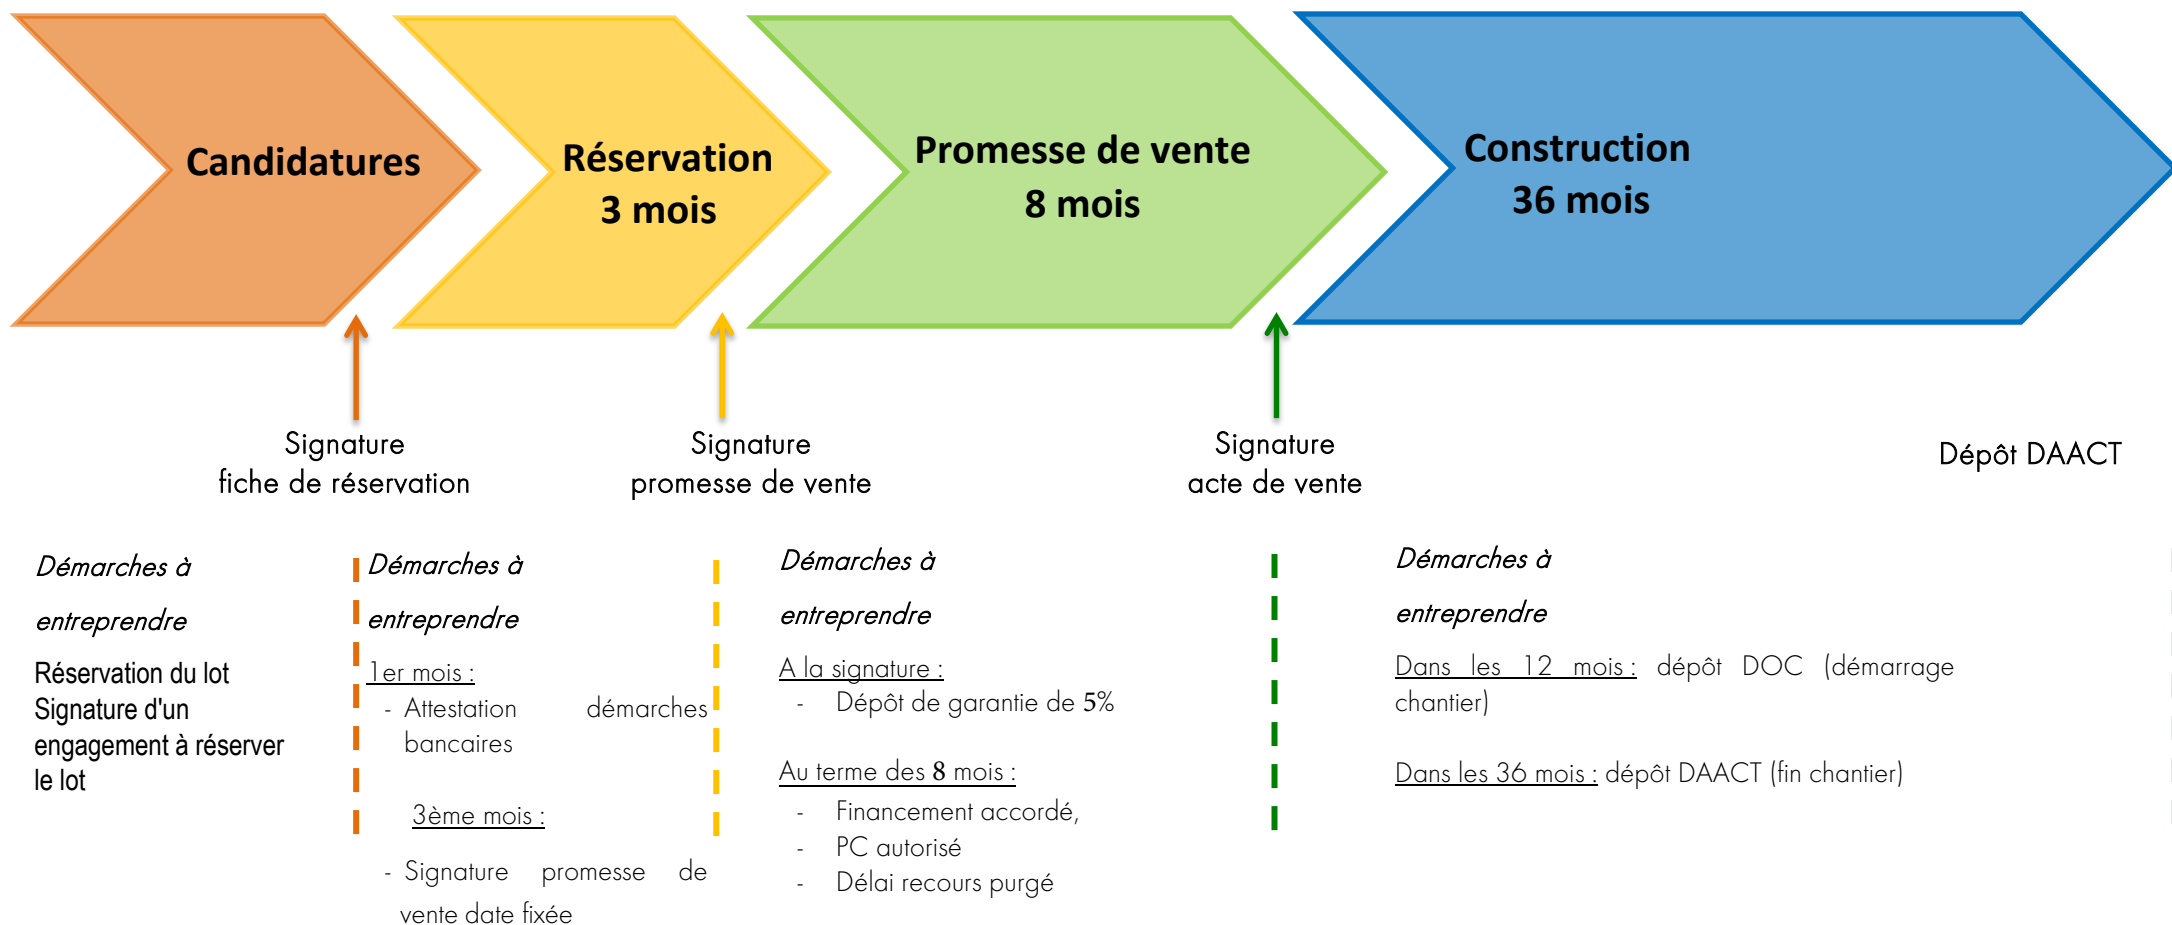 Candidatures
Réservation
3 mois
Promesse de vente
8 mois
Construction
36 mois
Signature
fiche de réservation
Signature
promesse de vente
Signature
acte de vente
Dépôt DAACT
Démarches à
entreprendre
Réservation du lot
Signature d'un
engagement à réserver
le lot
Démarches à
entreprendre
1er mois :
- Attestation démarches
bancaires
3ème mois :
- Signature promesse de
vente date fixée
Démarches à
entreprendre
A la signature :
- Dépôt de garantie de 5%
Au terme des 8 mois :
- Financement accordé,
- PC autorisé
- Délai recours purgé
Démarches à
entreprendre
Dans les 12 mois : dépôt DOC (démarrage
chantier)
Dans les 36 mois : dépôt DAACT (fin chantier)